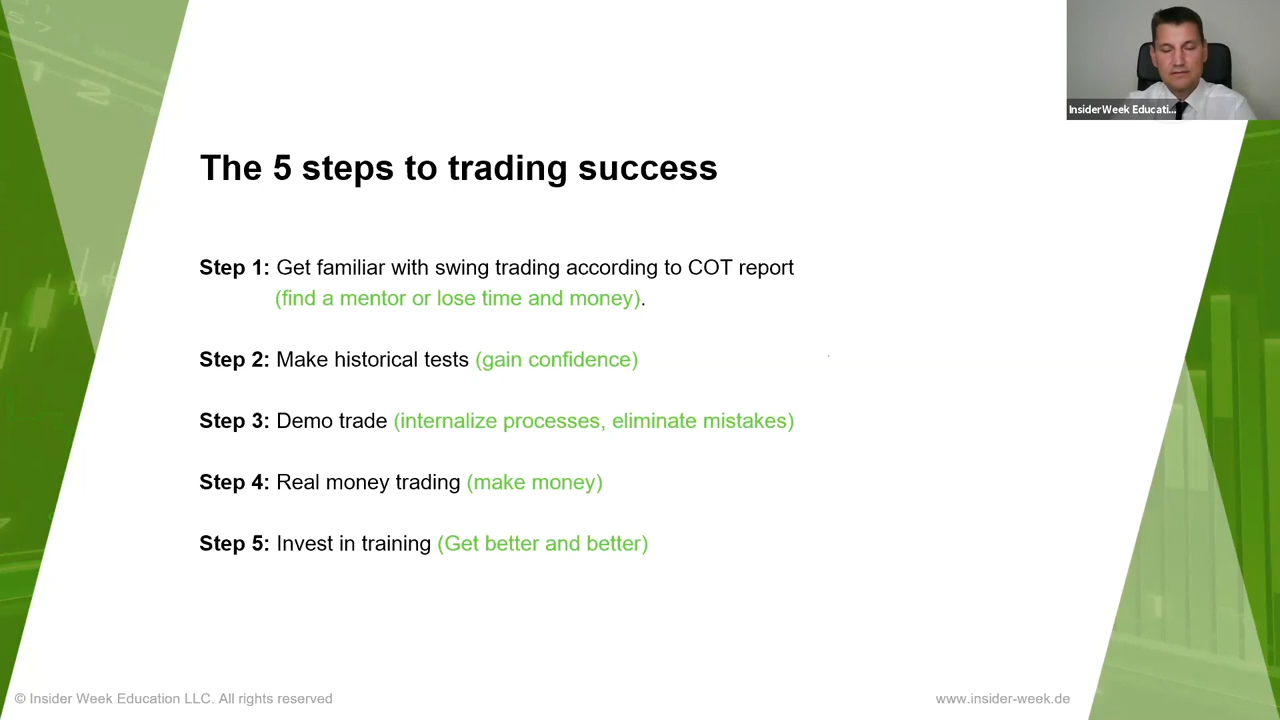 InsiderWeek Educati...
The 5 steps to trading success
Step 1: Get familiar with swing trading according to COT report
(find a mentor or lose time and money).
Step 2: Make historical tests (gain confidence)
Step 3: Demo trade (internalize processes, eliminate mistakes)
Step 4: Real money trading (make money)
Step 5: Invest in training (Get better and better)
© Insider Week Education LLC. All rights reserved
www.insider-week.de